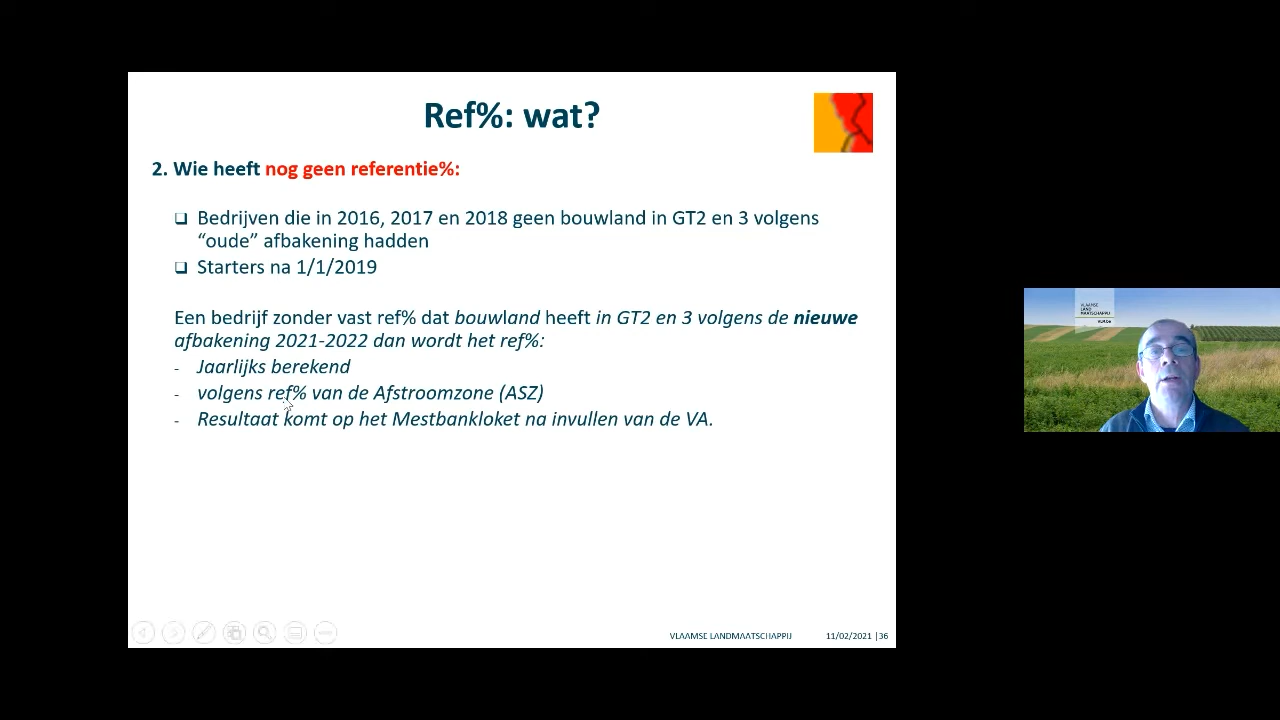 Ref%: wat?
2. Wie heeft nog geen referentie%:
❑ Bedrijven die in 2016, 2017 en 2018 geen bouwland in GT2 en 3 volgens
“oude” afbakening hadden
❑ Starters na 1/1/2019
Een bedrijf zonder vast ref% dat bouwland heeft in GT2 en 3 volgens de nieuwe
afbakening 2021-2022 dan wordt het ref%:
- Jaarlijks berekend
- volgens ref% van de Afstroomzone (ASZ)
- Resultaat komt op het Mestbankloket na invullen van de VA.
VLAAMSE LANDMAATSCHAPPIJ 11/02/2021 |36
VLAAMSE
LAND
MAATSCHAPPIJ